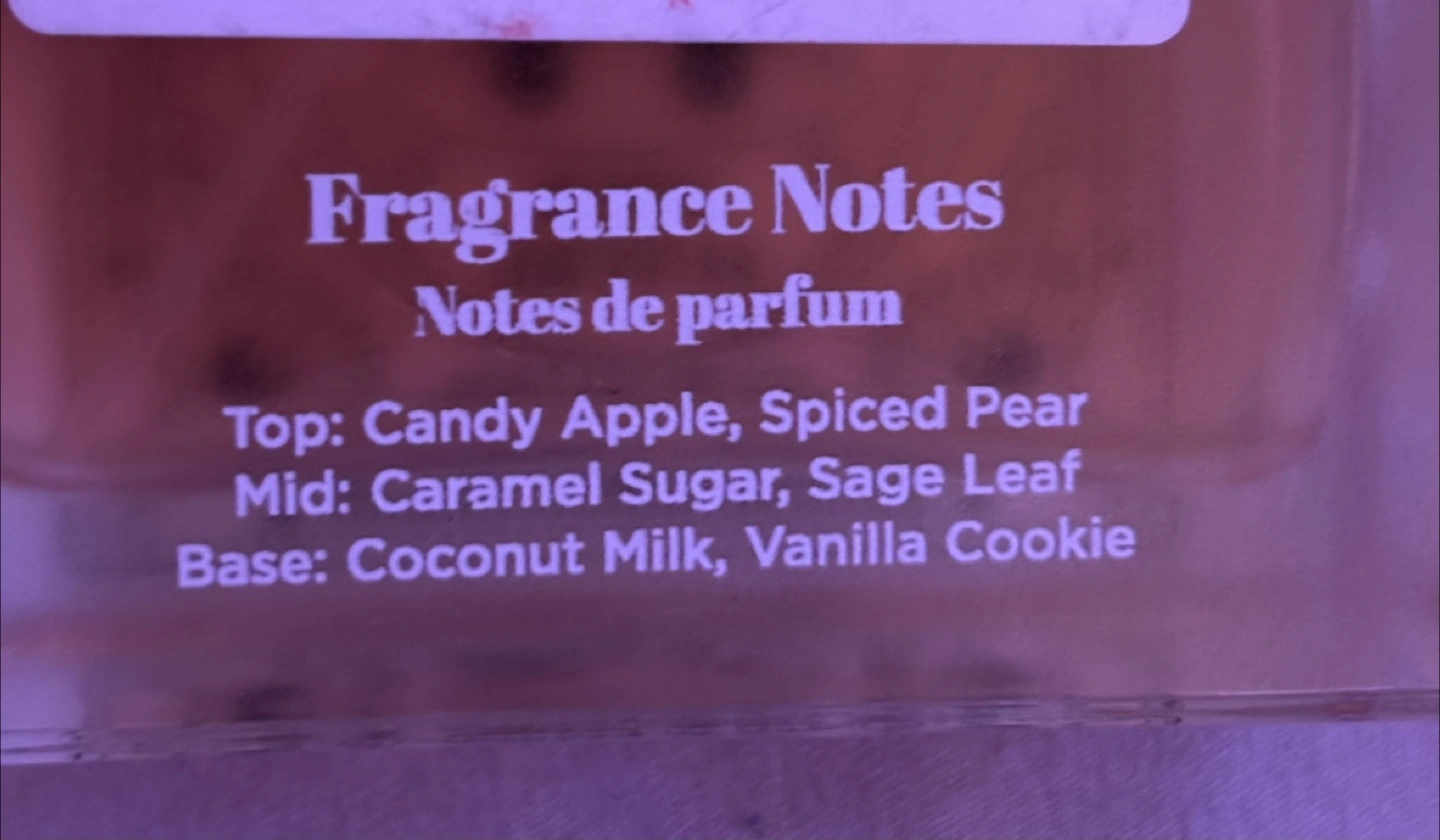 Fragrance Notes
Notes de parfum
Top: Candy Apple, Spiced Pear
Mid: Caramel Sugar, Sage Leaf
Base: Coconut Milk, Vanilla Cookie